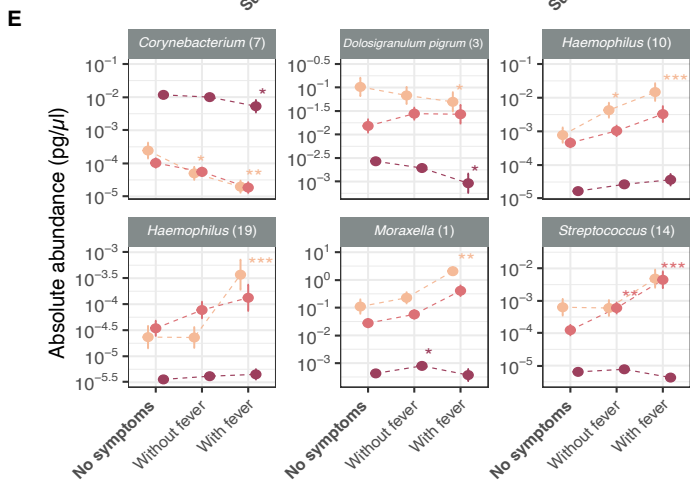 E
Corynebacterium (7)
Dolosigranulum pigrum (3)
Haemophilus (10)
10⁻¹
10⁻²
10⁻³
10⁻⁴
10⁻⁵
*
*
**
10⁻⁰·⁵
10⁻¹
10⁻¹·⁵
10⁻²
10⁻²·⁵
10⁻³
*
*
10⁻¹
10⁻²
10⁻³
10⁻⁴
10⁻⁵
*
***
Absolute abundance (pg/µl)
Haemophilus (19)
Moraxella (1)
Streptococcus (14)
10⁻³
10⁻³·⁵
10⁻⁴
10⁻⁴·⁵
10⁻⁵
10⁻⁵·⁵
***
10¹
10⁰
10⁻¹
10⁻²
10⁻³
**
*
10⁻²
10⁻³
10⁻⁴
10⁻⁵
**
***
No symptoms
Without fever
With fever
No symptoms
Without fever
With fever
No symptoms
Without fever
With fever